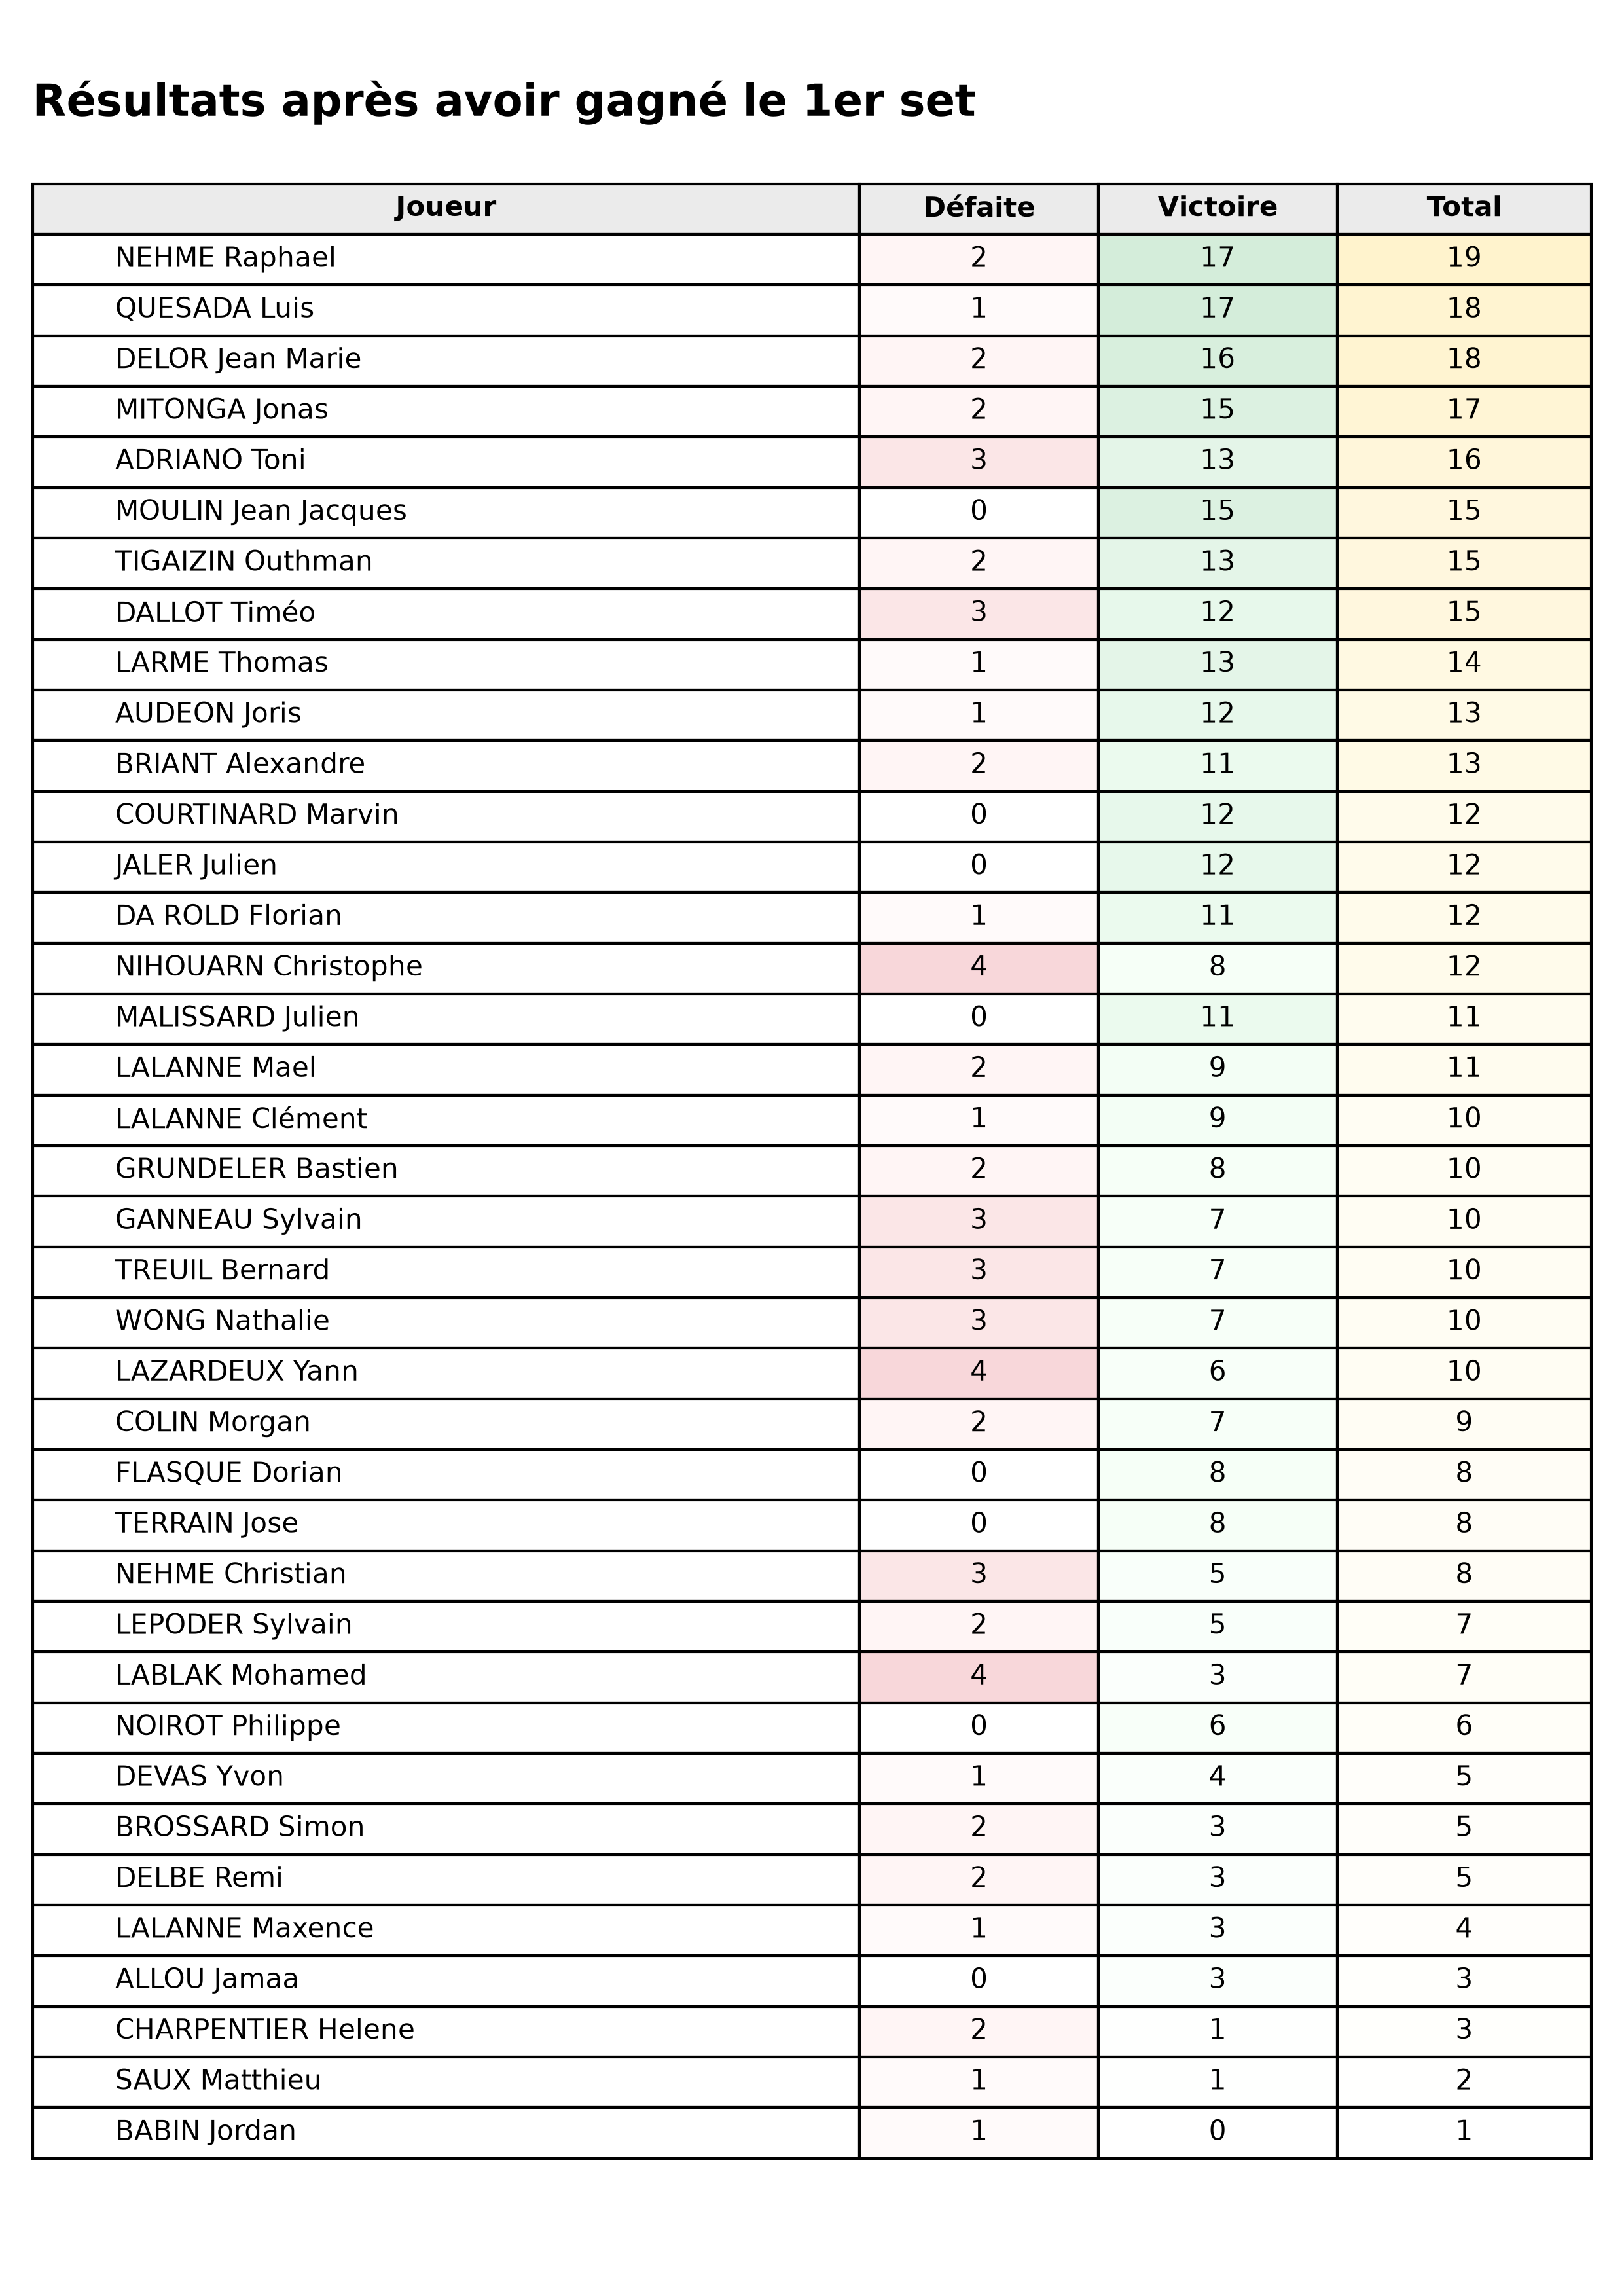 Résultats après avoir gagné le 1er set
Joueur Défaite Victoire Total
NEHME Raphael 2 17 19
QUESADA Luis 1 17 18
DELOR Jean Marie 2 16 18
MITONGA Jonas 2 15 17
ADRIANO Toni 3 13 16
MOULIN Jean Jacques 0 15 15
TIGAIZIN Outhman 2 13 15
DALLOT Timéo 3 12 15
LARME Thomas 1 13 14
AUDEON Joris 1 12 13
BRIANT Alexandre 2 11 13
COURTINARD Marvin 0 12 12
JALER Julien 0 12 12
DA ROLD Florian 1 11 12
NIHOUARN Christophe 4 8 12
MALISSARD Julien 0 11 11
LALANNE Mael 2 9 11
LALANNE Clément 1 9 10
GRUNDELER Bastien 2 8 10
GANNEAU Sylvain 3 7 10
TREUIL Bernard 3 7 10
WONG Nathalie 3 7 10
LAZARDEUX Yann 4 6 10
COLIN Morgan 2 7 9
FLASQUE Dorian 0 8 8
TERRAIN Jose 0 8 8
NEHME Christian 3 5 8
LEPODER Sylvain 2 5 7
LABLAK Mohamed 4 3 7
NOIROT Philippe 0 6 6
DEVAS Yvon 1 4 5
BROSSARD Simon 2 3 5
DELBE Remi 2 3 5
LALANNE Maxence 1 3 4
ALLOU Jamaa 0 3 3
CHARPENTIER Helene 2 1 3
SAUX Matthieu 1 1 2
BABIN Jordan 1 0 1